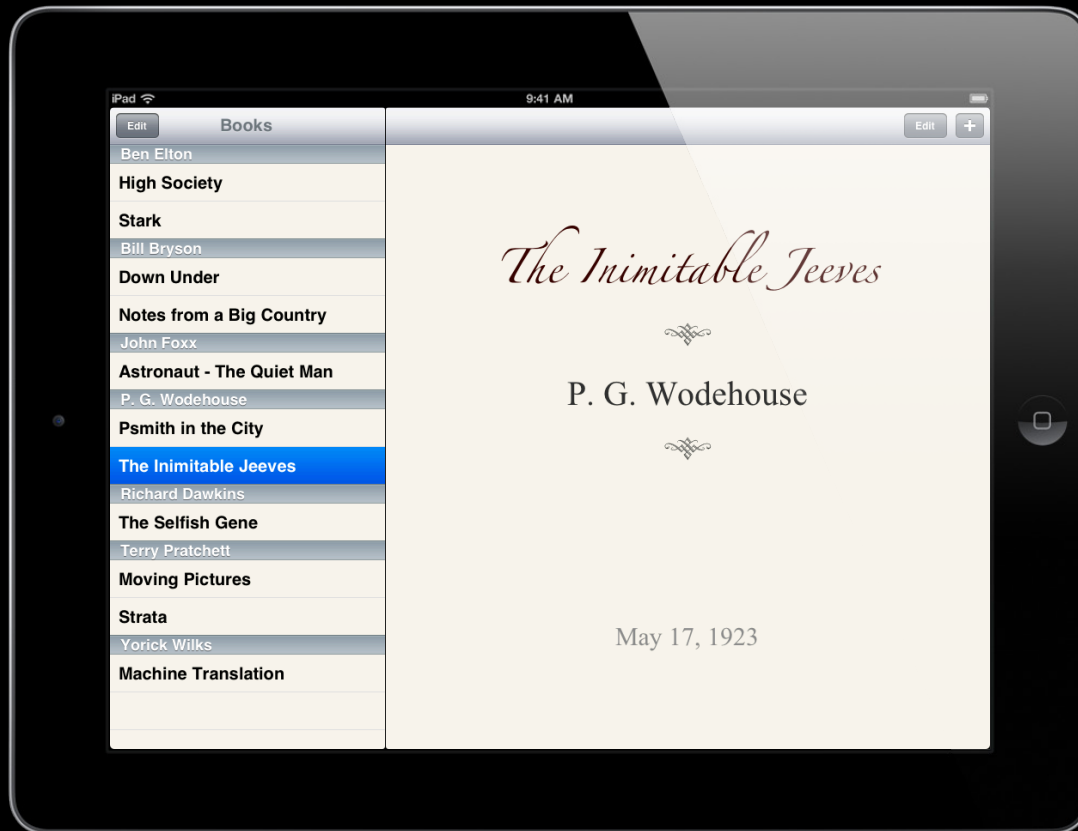 iPad
9:41 AM
Edit
Books
Edit
+
Ben Elton
High Society
Stark
Bill Bryson
Down Under
Notes from a Big Country
John Foxx
Astronaut - The Quiet Man
P. G. Wodehouse
Psmith in the City
The Inimitable Jeeves
Richard Dawkins
The Selfish Gene
Terry Pratchett
Moving Pictures
Strata
Yorick Wilks
Machine Translation
The Inimitable Jeeves
P. G. Wodehouse
May 17, 1923